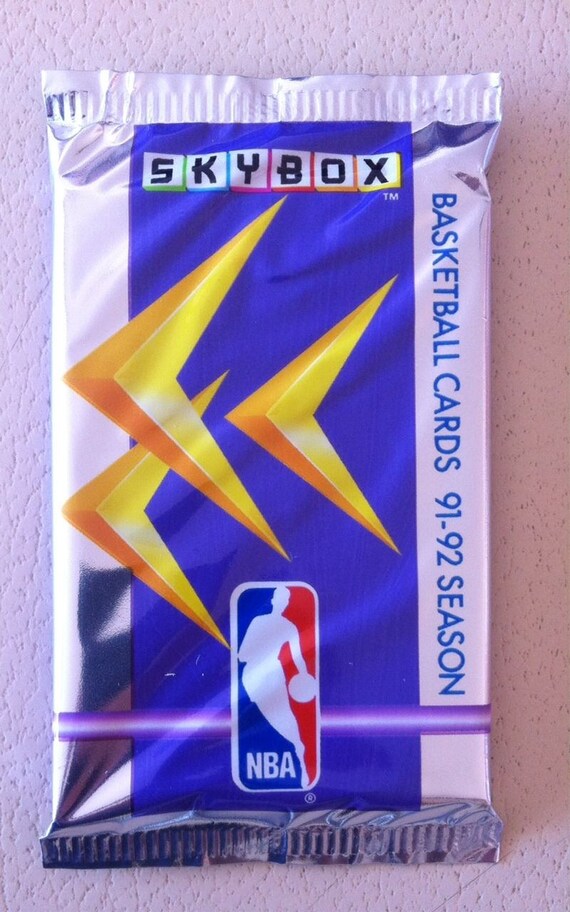 SKYBOX
TM
BASKETBALL CARDS 91-92 SEASON
NBA
®